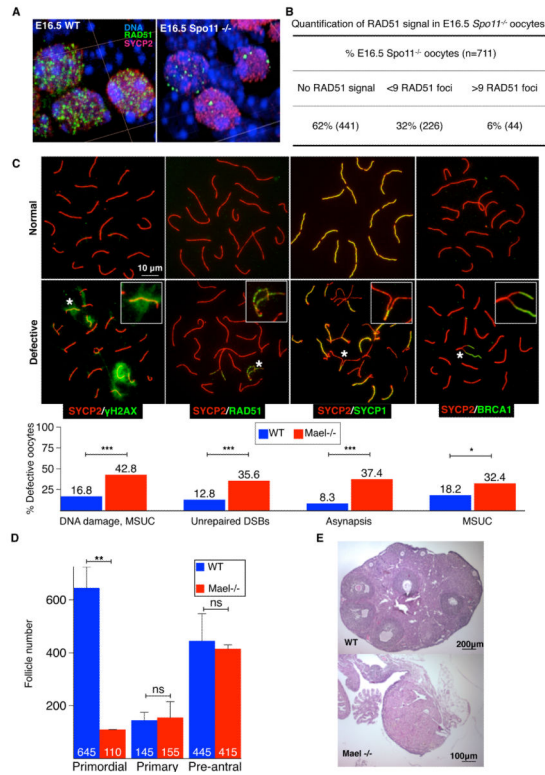 A
E16.5 WT
DNA
RAD51
SYCP2
E16.5 Spo11 -/-
B
Quantification of RAD51 signal in E16.5 Spo11-/- oocytes
% E16.5 Spo11-/- oocytes (n=711)
No RAD51 signal <9 RAD51 foci >9 RAD51 foci
62% (441) 32% (226) 6% (44)
C
Normal
10 µm
Defective
*
*
*
*
SYCP2/γH2AX SYCP2/RAD51 SYCP2/SYCP1 SYCP2/BRCA1
WT Mael-/-
% Defective oocytes
75
50
25
*** *** *** *
16.8 42.8 12.8 35.6 8.3 37.4 18.2 32.4
DNA damage, MSUC Unrepaired DSBs Asynapsis MSUC
D
Follicle number
600
400
200
WT
Mael-/-
** ns ns
645 110 145 155 445 415
Primordial Primary Pre-antral
E
WT
200µm
Mael -/-
100µm